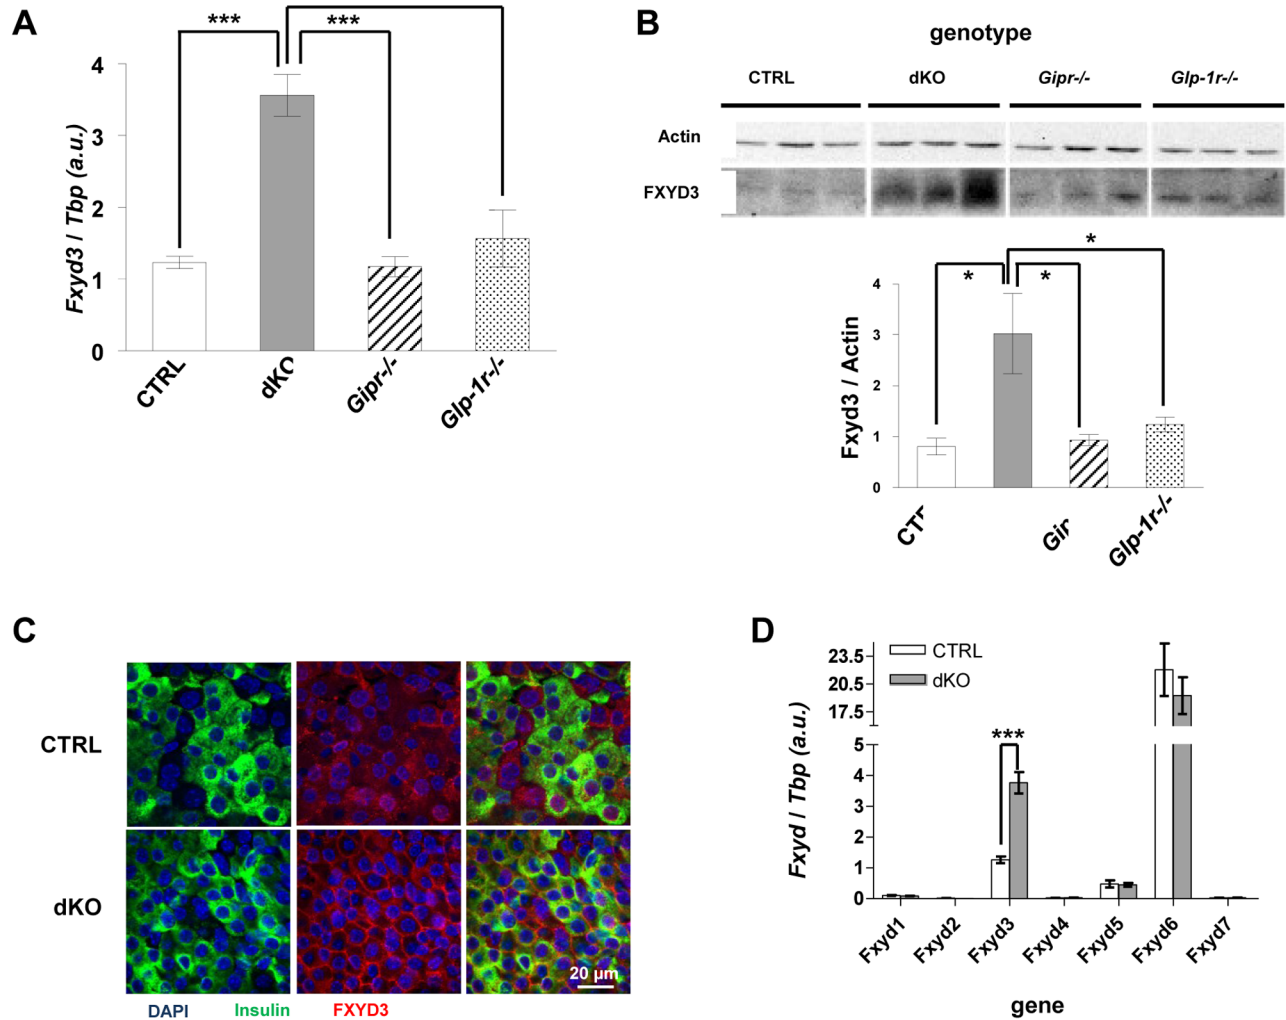 A
***
***
4
3
2
1
0
Fxyd3 / Tbp (a.u.)
CTRL
Gipr-/-
Glp-1r-/-
B
genotype
CTRL dKO Gipr-/- Glp-1r-/-
Actin
FXYD3
*
*
*
4
3
2
1
0
Fxyd3 / Actin
Glp-1r-/-
C
CTRL
dKO
20 µm
DAPI Insulin FXYD3
D
CTRL
dKO
23.5
20.5
17.5
***
5
4
3
2
1
0
Fxyd / Tbp (a.u.)
Fxyd1
Fxyd2
Fxyd3
Fxyd4
Fxyd5
Fxyd6
Fxyd7
gene